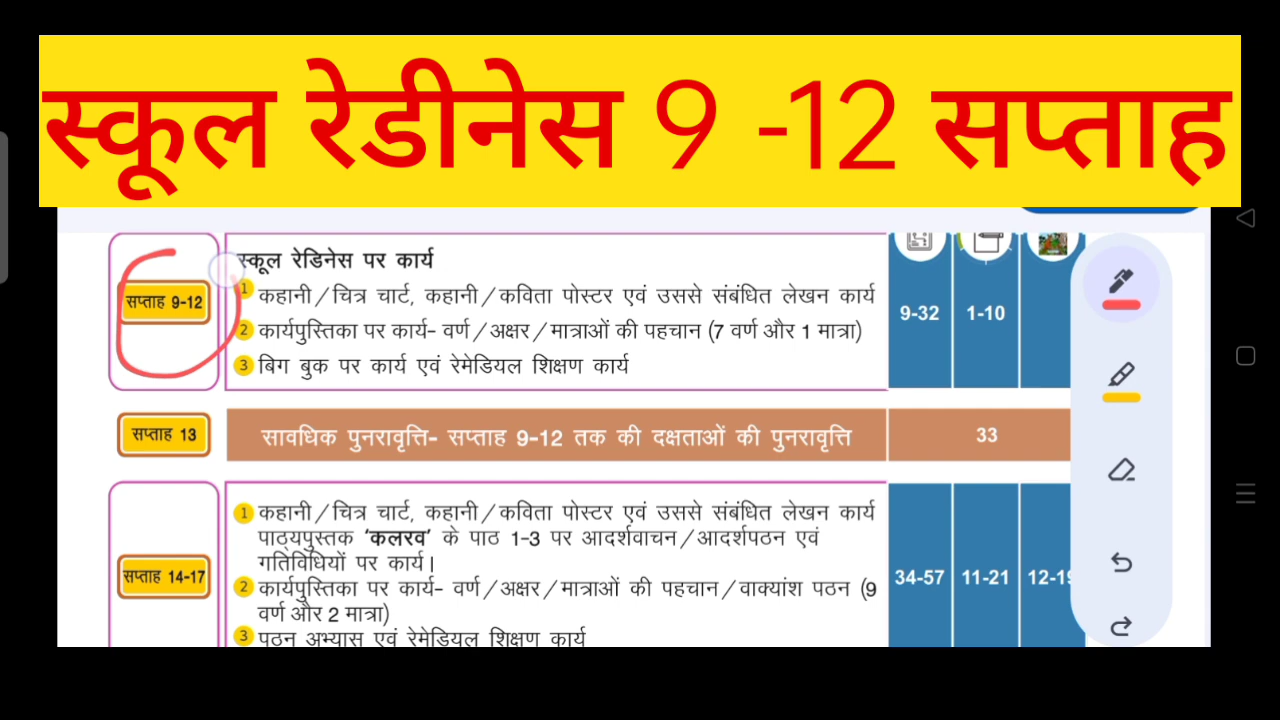 स्कूल रेडीनेस 9 -12 सप्ताह
सप्ताह 9-12
स्कूल रेडिनेस पर कार्य
1 कहानी/चित्र चार्ट, कहानी/कविता पोस्टर एवं उससे संबंधित लेखन कार्य
2 कार्यपुस्तिका पर कार्य- वर्ण/अक्षर/मात्राओं की पहचान (7 वर्ण और 1 मात्रा)
3 बिग बुक पर कार्य एवं रेमेडियल शिक्षण कार्य
9-32
1-10
सप्ताह 13
सावधिक पुनरावृत्ति- सप्ताह 9-12 तक की दक्षताओं की पुनरावृत्ति
33
सप्ताह 14-17
1 कहानी/चित्र चार्ट, कहानी/कविता पोस्टर एवं उससे संबंधित लेखन कार्य
पाठ्यपुस्तक ‘कलरव’ के पाठ 1-3 पर आदर्शवाचन/आदर्शपठन एवं
गतिविधियों पर कार्य।
2 कार्यपुस्तिका पर कार्य- वर्ण/अक्षर/मात्राओं की पहचान/वाक्यांश पठन (9
वर्ण और 2 मात्रा)
3 पठन अभ्यास एवं रेमेडियल शिक्षण कार्य
34-57
11-21